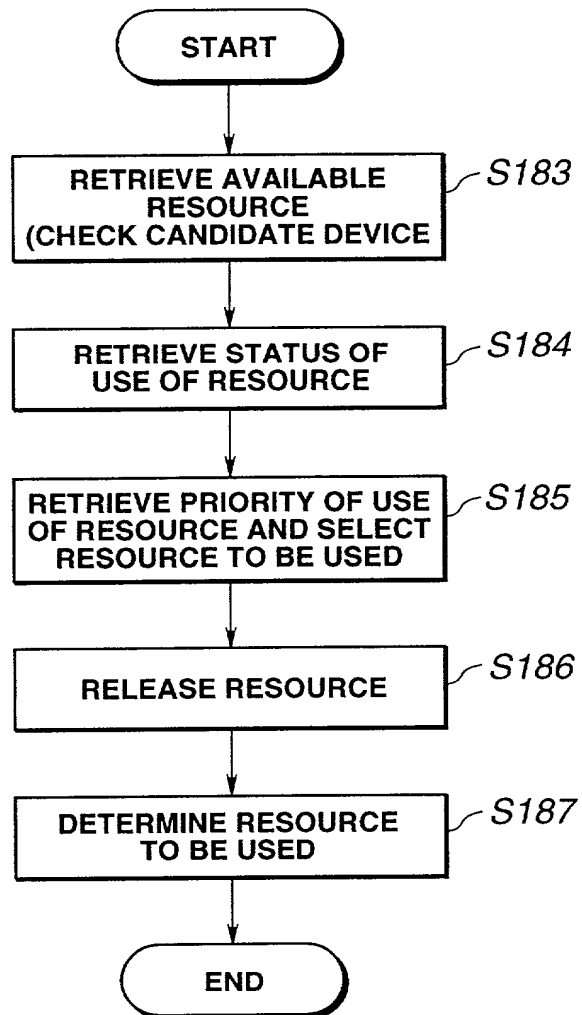 START
RETRIEVE AVAILABLE
RESOURCE
(CHECK CANDIDATE DEVICE
S183
RETRIEVE STATUS OF
USE OF RESOURCE
S184
RETRIEVE PRIORITY OF USE
OF RESOURCE AND SELECT
RESOURCE TO BE USED
S185
RELEASE RESOURCE
S186
DETERMINE RESOURCE
TO BE USED
S187
END